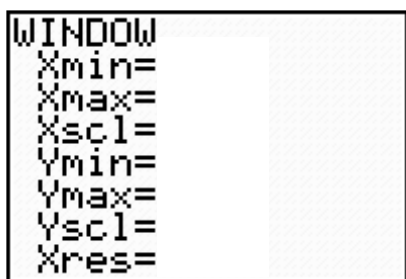 WINDOW
Xmin=
Xmax=
Xscl=
Ymin=
Ymax=
Yscl=
Xres=